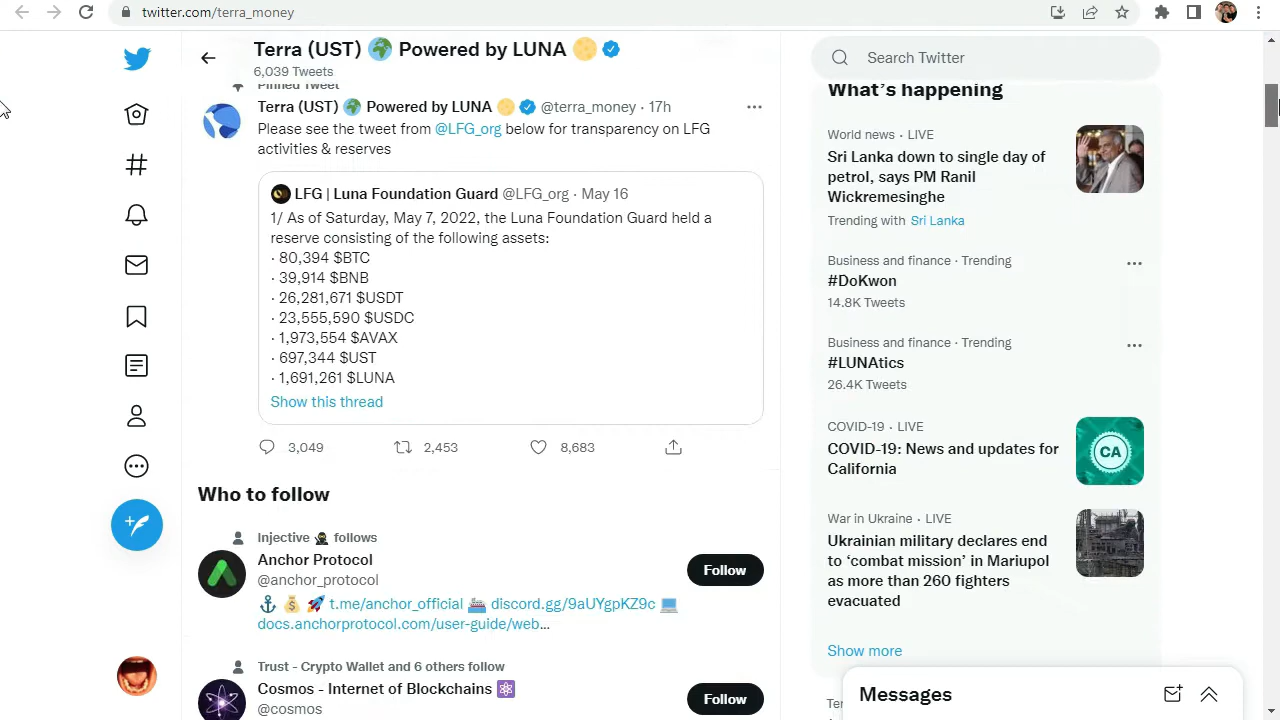 twitter.com/terra_money
Terra (UST) 🌍 Powered by LUNA 🌕
6,039 Tweets
Pinned Tweet
Terra (UST) 🌍 Powered by LUNA 🌕 @terra_money · 17h
Please see the tweet from @LFG_org below for transparency on LFG
activities & reserves
LFG | Luna Foundation Guard @LFG_org · May 16
1/ As of Saturday, May 7, 2022, the Luna Foundation Guard held a
reserve consisting of the following assets:
· 80,394 $BTC
· 39,914 $BNB
· 26,281,671 $USDT
· 23,555,590 $USDC
· 1,973,554 $AVAX
· 697,344 $UST
· 1,691,261 $LUNA
Show this thread
3,049 2,453 8,683
Who to follow
Injective 🥷 follows
Anchor Protocol
@anchor_protocol
Follow
⚓ 💰 🚀 t.me/anchor_official 🚢 discord.gg/9aUYgpKZ9c 💻
docs.anchorprotocol.com/user-guide/web…
Trust - Crypto Wallet and 6 others follow
Cosmos - Internet of Blockchains ⚛
@cosmos
Follow
Search Twitter
What's happening
World news · LIVE
Sri Lanka down to single day of
petrol, says PM Ranil
Wickremesinghe
Trending with Sri Lanka
Business and finance · Trending
#DoKwon
14.8K Tweets
Business and finance · Trending
#LUNAtics
26.4K Tweets
COVID-19 · LIVE
COVID-19: News and updates for
California
CA
War in Ukraine · LIVE
Ukrainian military declares end
to ‘combat mission’ in Mariupol
as more than 260 fighters
evacuated
Show more
Messages